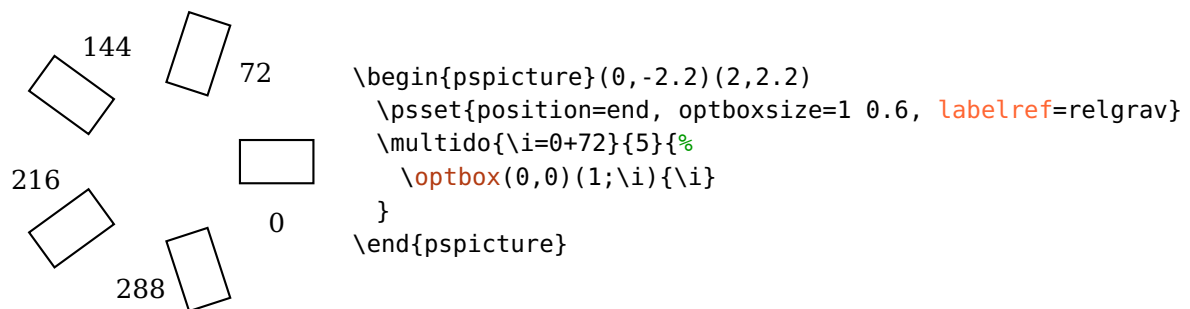 144
72
216
0
288
\begin{pspicture}(0,-2.2)(2,2.2)
  \psset{position=end, optboxsize=1 0.6, labelref=relgrav}
  \multido{\i=0+72}{5}{%
    \optbox(0,0)(1;\i){\i}
  }
\end{pspicture}